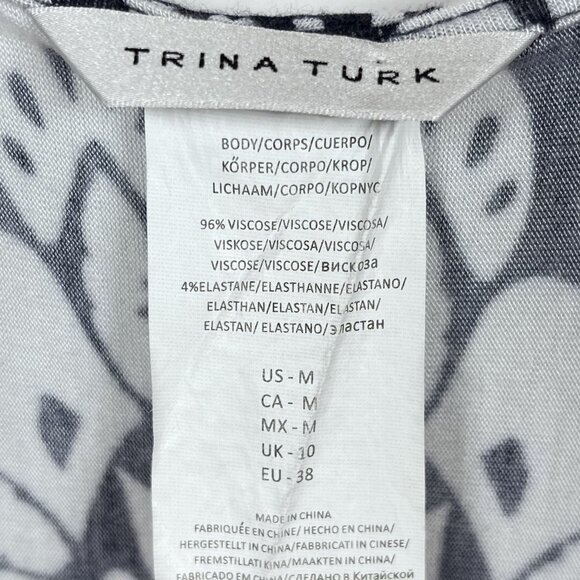 TRINA TURK
BODY/CORPS/CUERPO/
KŐRPER/CORPO/KROP/
LICHAAM/CORPO/КОРПУС
96% VISCOSE/VISCOSE/VISCOSA/
VISKOSE/VISCOSA/VISCOSA/
VISCOSE/VISCOSE/ВИСКОЗА
4%ELASTANE/ELASTHANNE/ELASTANO/
ELASTHAN/ELASTAN/ELASTAN/
ELASTAN/ELASTANO/эластан
US - M
CA - M
MX - M
UK - 10
EU - 38
MADE IN CHINA
FABRIQUÉE EN CHINE/ HECHO EN CHINA/
HERGESTELLT IN CHINA/FABBRICATI IN CINESE/
FREMSTILLATI KINA/MAAKTEN IN CHINA/
FABRICADO EM CHINA/СДЕЛАНО В Китайской